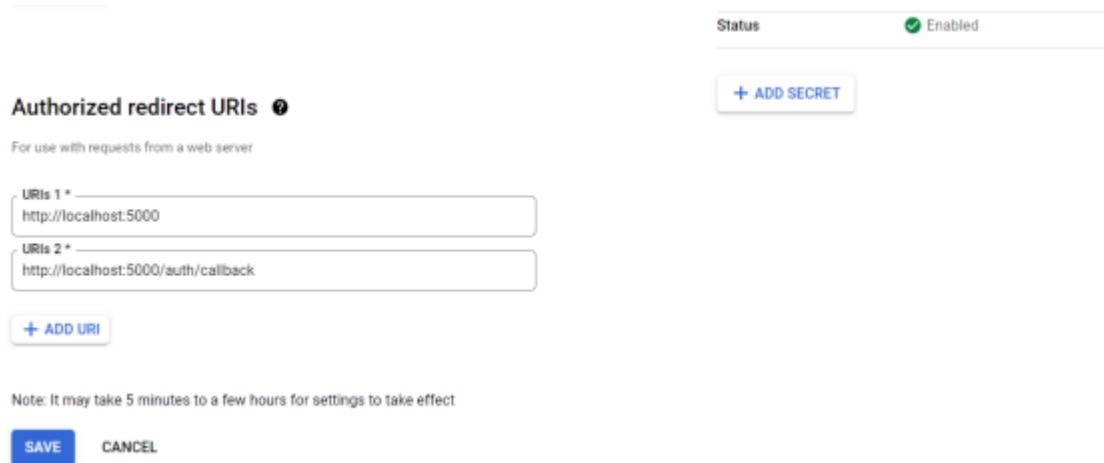 Status Enabled
+ ADD SECRET
Authorized redirect URIs
For use with requests from a web server
URIs 1 *
http://localhost:5000
URIs 2 *
http://localhost:5000/auth/callback
+ ADD URI
Note: It may take 5 minutes to a few hours for settings to take effect
SAVE CANCEL